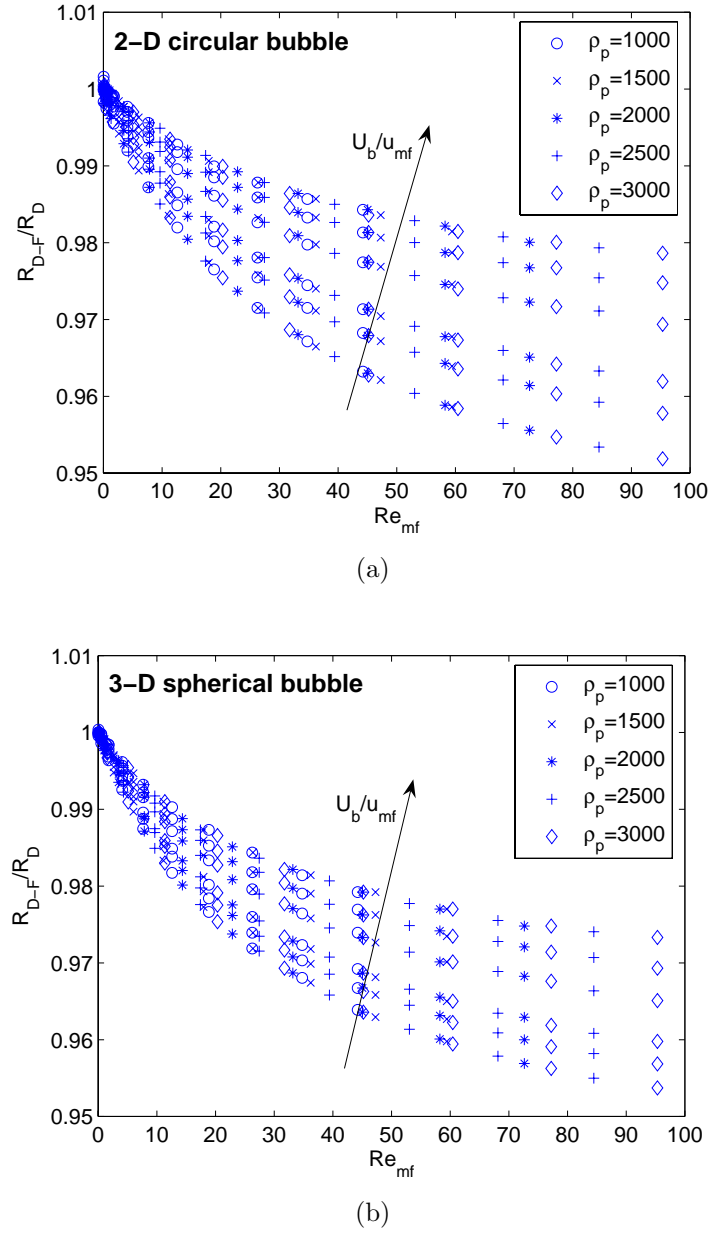 1.01
2−D circular bubble
ρp=1000
ρp=1500
ρp=2000
ρp=2500
ρp=3000
1
0.99
0.98
0.97
0.96
0.95
RD−F/RD
Ub/umf
0 10 20 30 40 50 60 70 80 90 100
Remf
(a)
1.01
3−D spherical bubble
ρp=1000
ρp=1500
ρp=2000
ρp=2500
ρp=3000
1
0.99
0.98
0.97
0.96
0.95
RD−F/RD
Ub/umf
0 10 20 30 40 50 60 70 80 90 100
Remf
(b)